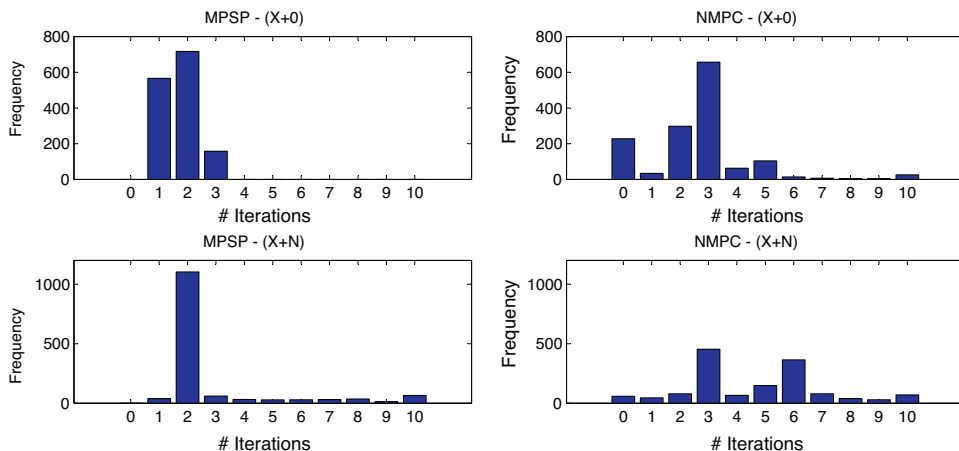 MPSP - (X+0)
800
600
400
200
0
Frequency
0 1 2 3 4 5 6 7 8 9 10
# Iterations
NMPC - (X+0)
800
600
400
200
0
Frequency
0 1 2 3 4 5 6 7 8 9 10
# Iterations
MPSP - (X+N)
1000
500
0
Frequency
0 1 2 3 4 5 6 7 8 9 10
# Iterations
NMPC - (X+N)
1000
500
0
Frequency
0 1 2 3 4 5 6 7 8 9 10
# Iterations